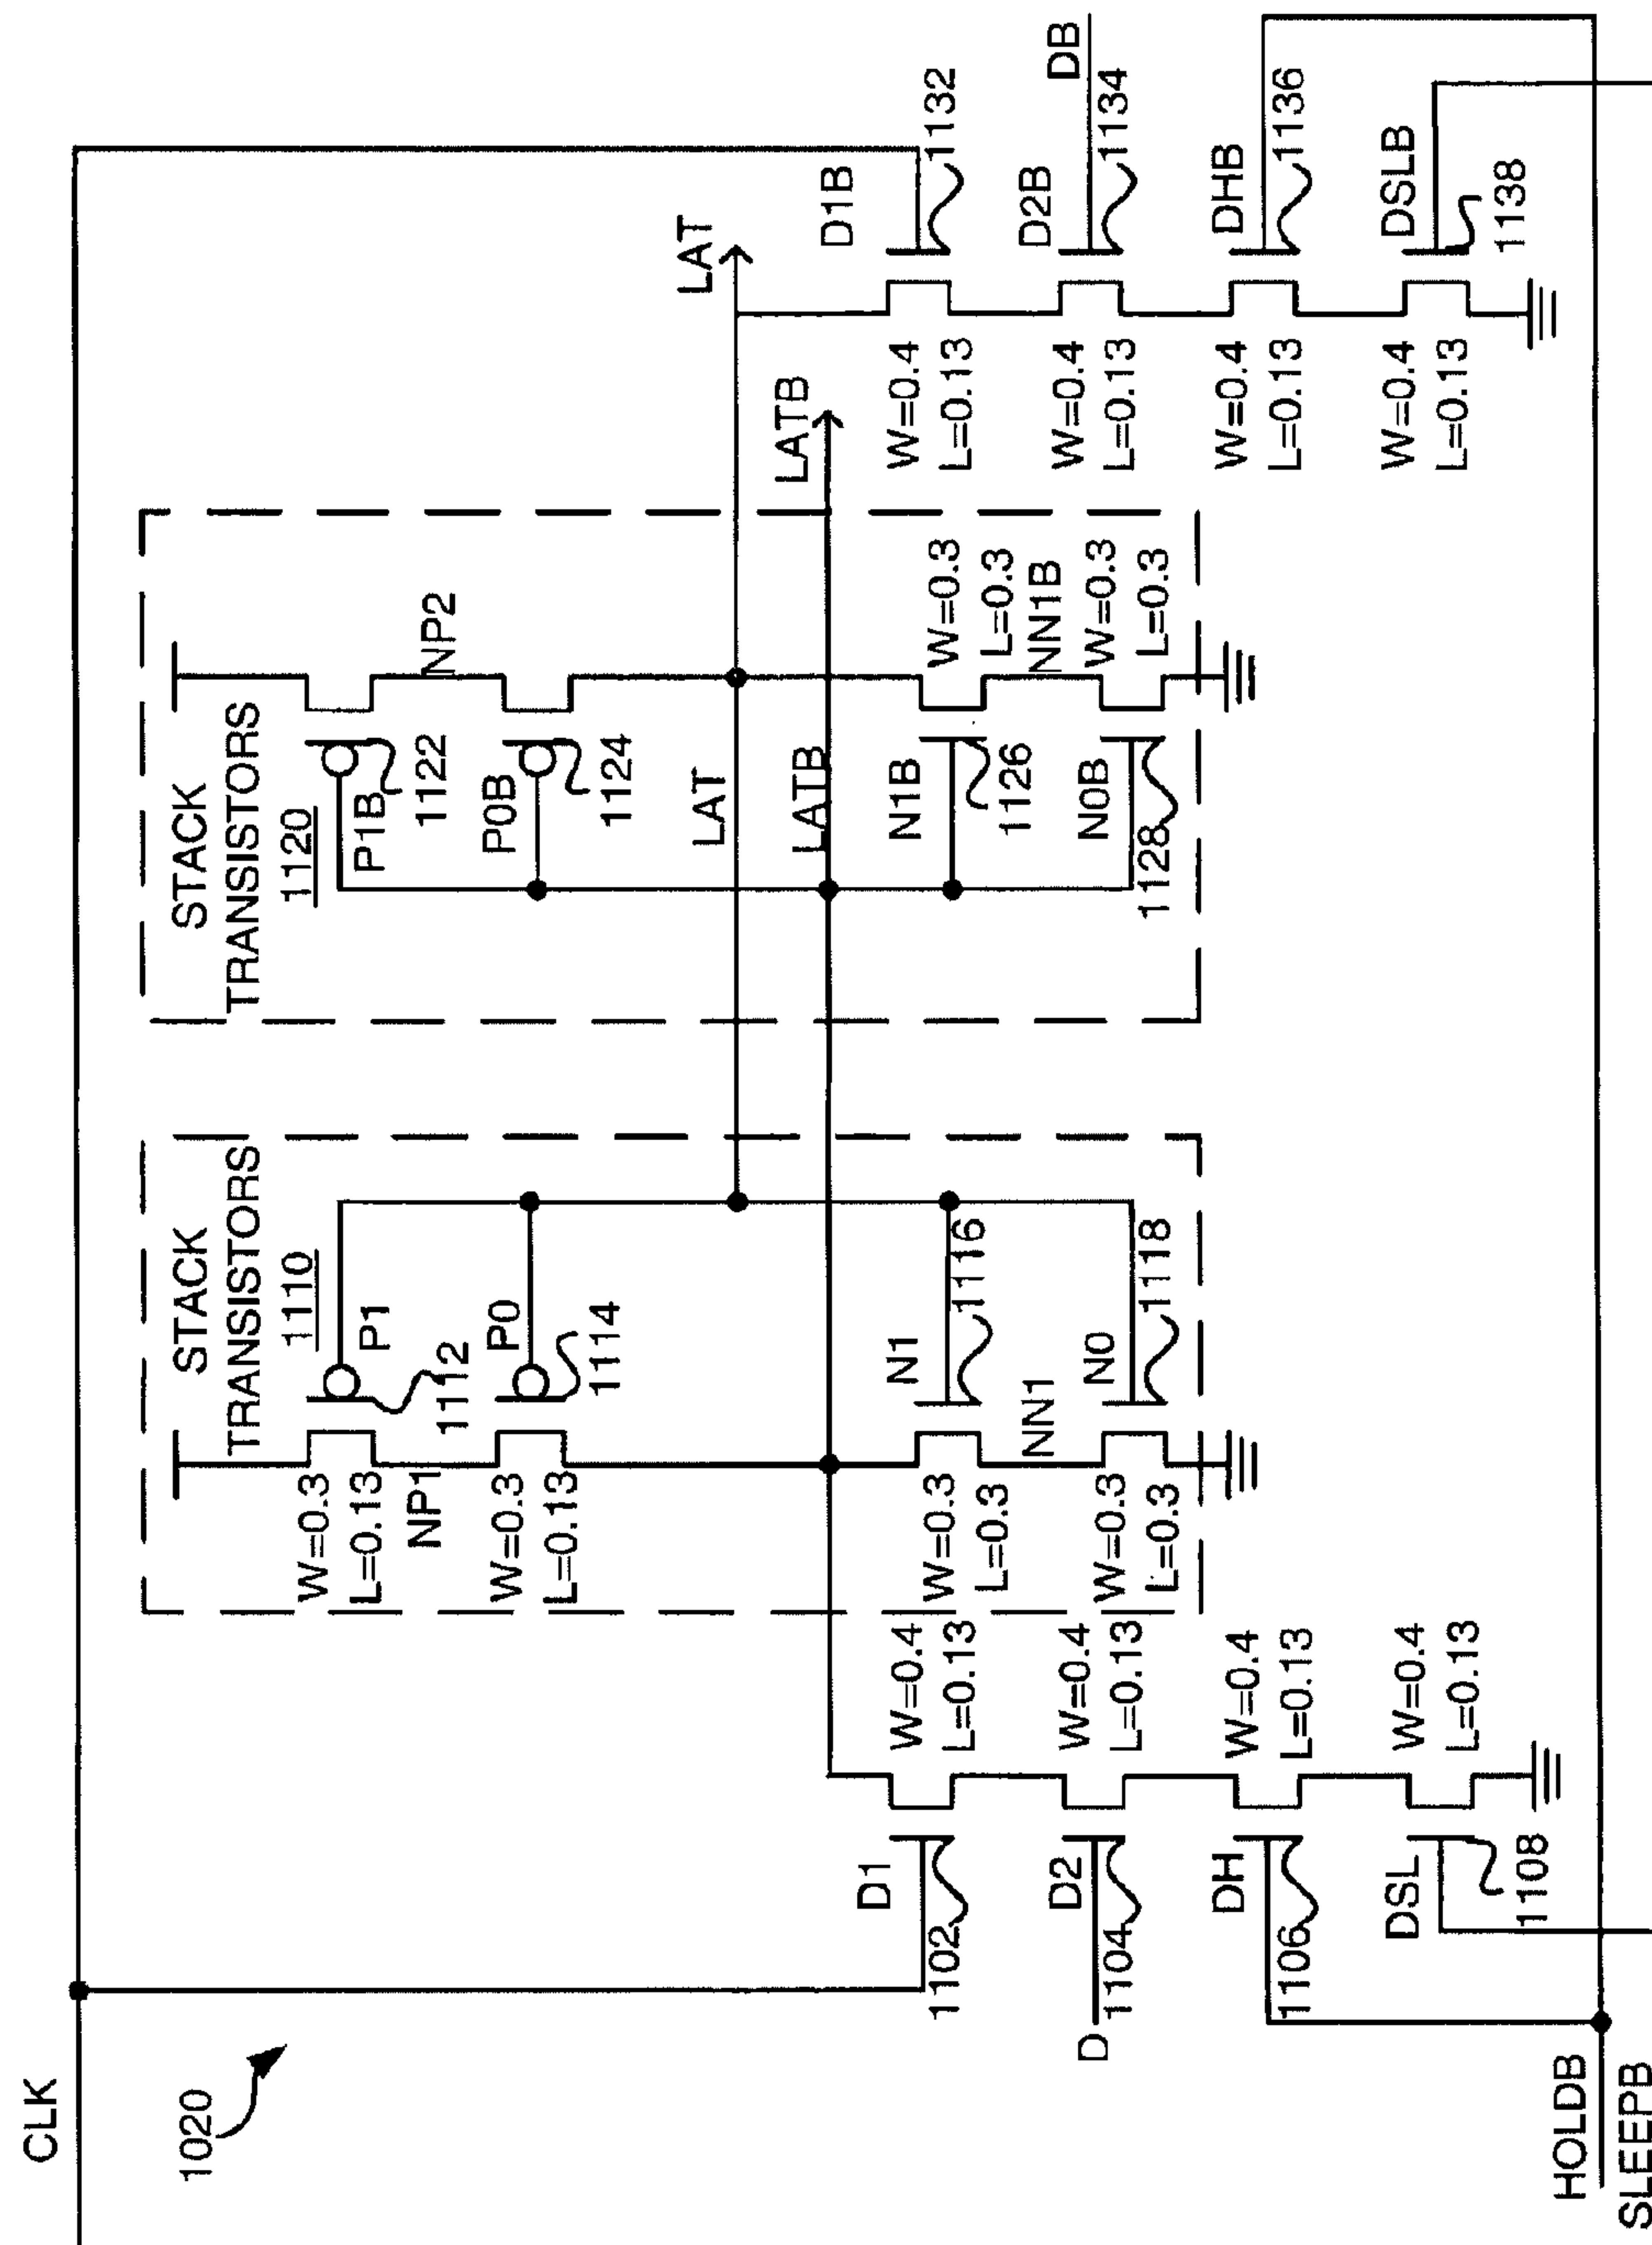 CLK
1020
STACK
TRANSISTORS
1110
P1
1112
W=0.3
L=0.13
NP1
P0
1114
W=0.3
L=0.13
N1
1116
W=0.3
L=0.3
NN1
N0
1118
W=0.3
L=0.3
STACK
TRANSISTORS
1120
P1B
1122
NP2
P0B
1124
LAT
LATB
N1B
1126
W=0.3
L=0.3
NN1B
N0B
1128
W=0.3
L=0.3
LAT
LATB
D1
1102
W=0.4
L=0.13
D2
D
1104
W=0.4
L=0.13
DH
1106
W=0.4
L=0.13
DSL
1108
W=0.4
L=0.13
D1B
1132
W=0.4
L=0.13
D2B
DB
1134
W=0.4
L=0.13
DHB
1136
W=0.4
L=0.13
DSLB
1138
W=0.4
L=0.13
HOLDB
SLEEPB